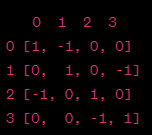 0 1 2 3
0 [1, -1, 0, 0]
1 [0, 1, 0, -1]
2 [-1, 0, 1, 0]
3 [0, 0, -1, 1]